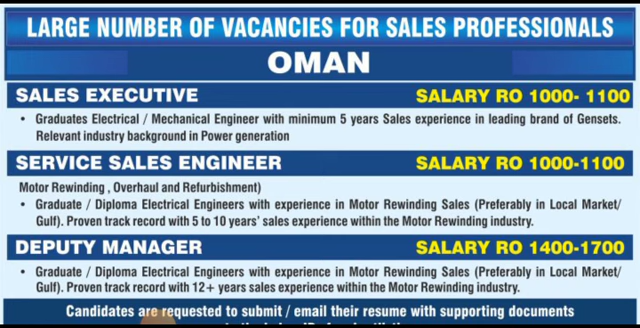 LARGE NUMBER OF VACANCIES FOR SALES PROFESSIONALS
OMAN
SALES EXECUTIVE SALARY RO 1000- 1100
• Graduates Electrical / Mechanical Engineer with minimum 5 years Sales experience in leading brand of Gensets.
Relevant industry background in Power generation
SERVICE SALES ENGINEER SALARY RO 1000-1100
Motor Rewinding , Overhaul and Refurbishment)
• Graduate / Diploma Electrical Engineers with experience in Motor Rewinding Sales (Preferably in Local Market/
Gulf). Proven track record with 5 to 10 years' sales experience within the Motor Rewinding industry.
DEPUTY MANAGER SALARY RO 1400-1700
• Graduate / Diploma Electrical Engineers with experience in Motor Rewinding Sales (Preferably in Local Market/
Gulf). Proven track record with 12+ years sales experience within the Motor Rewinding industry.
Candidates are requested to submit / email their resume with supporting documents